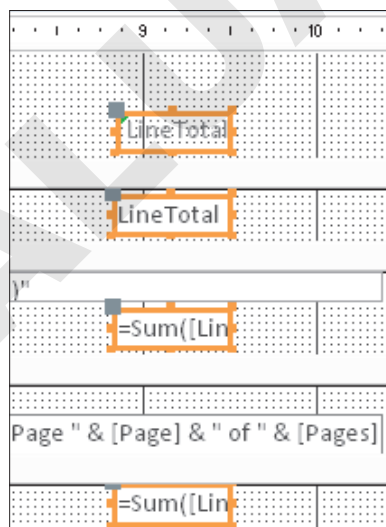 9 10
LineTotal
LineTotal
)"
=Sum([Lin
Page " & [Page] & " of " & [Pages]
=Sum([Lin